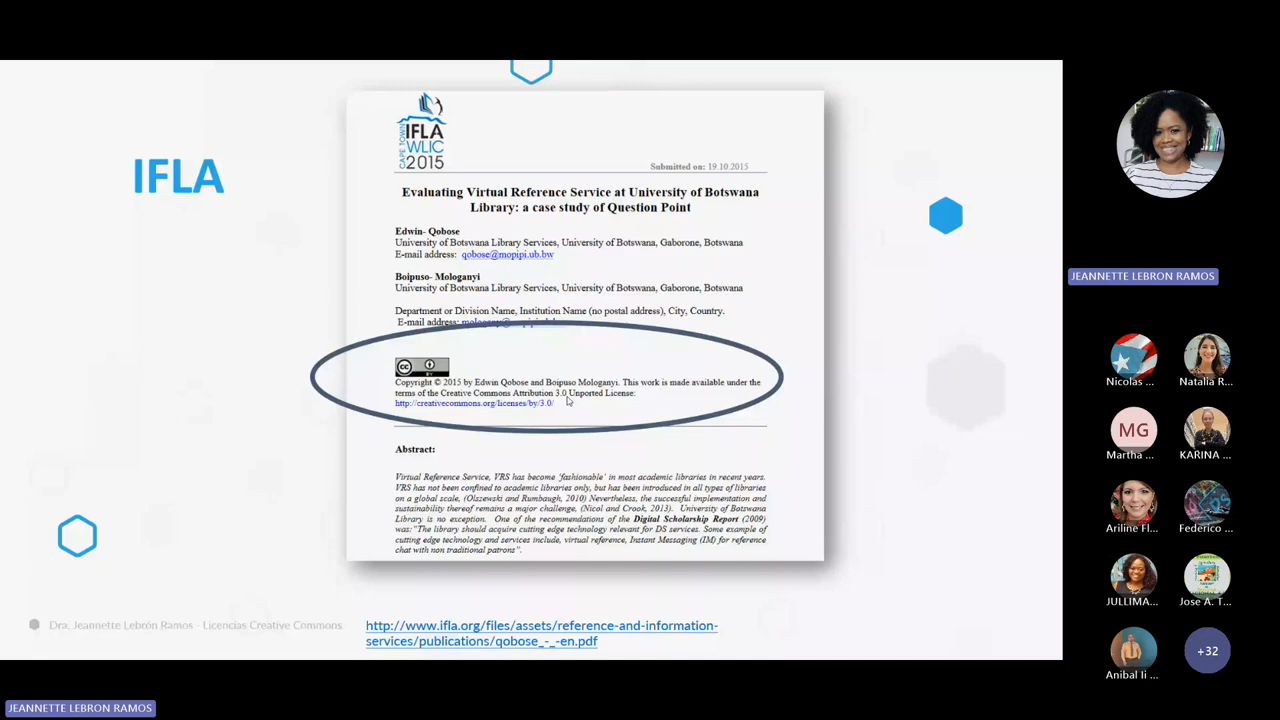 IFLA
CAPE TOWN
IFLA
WLIC
2015
Submitted on: 19.10.2015
Evaluating Virtual Reference Service at University of Botswana
Library: a case study of Question Point
Edwin- Qobose
University of Botswana Library Services, University of Botswana, Gaborone, Botswana
E-mail address: qobose@mopipi.ub.bw
Boipuso- Mologanyi
University of Botswana Library Services, University of Botswana, Gaborone, Botswana
Department or Division Name, Institution Name (no postal address), City, Country.
E-mail address:
cc
BY
Copyright © 2015 by Edwin Qobose and Boipuso Mologanyi. This work is made available under the
terms of the Creative Commons Attribution 3.0 Unported License:
http://creativecommons.org/licenses/by/3.0/
Abstract:
Virtual Reference Service, VRS has become ‘fashionable’ in most academic libraries in recent years.
VRS has not been confined to academic libraries only, but has been introduced in all types of libraries
on a global scale, (Olszewski and Rumbaugh, 2010) Nevertheless, the successful implementation and
sustainability thereof remains a major challenge, (Nicol and Crook, 2013). University of Botswana
Library is no exception. One of the recommendations of the Digital Scholarship Report (2009)
was:"The library should acquire cutting edge technology relevant for DS services. Some example of
cutting edge technology and services include, virtual reference, Instant Messaging (IM) for reference
chat with non traditional patrons".
Dra. Jeannette Lebrón Ramos - Licencias Creative Commons
http://www.ifla.org/files/assets/reference-and-information-
services/publications/qobose_-_-en.pdf
JEANNETTE LEBRON RAMOS
Nicolas ...
Natalia R...
MG
Martha ...
KARINA ...
Ariline Fl...
Federico ...
JULLIMA...
Jose A. T...
Anibal Ii ...
+32
JEANNETTE LEBRON RAMOS